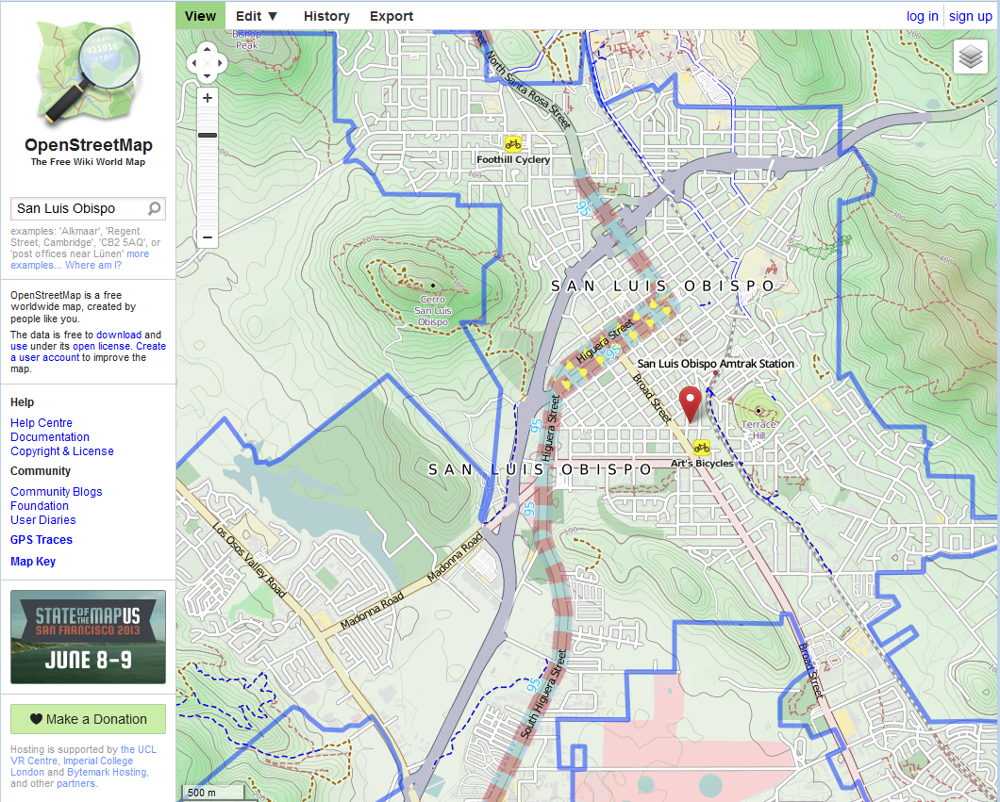 View
Edit ▼
History
Export
log in
sign up
OpenStreetMap
The Free Wiki World Map
San Luis Obispo
examples: 'Alkmaar', 'Regent
Street, Cambridge', 'CB2 5AQ', or
'post offices near Lünen' more
examples... Where am I?
OpenStreetMap is a free
worldwide map, created by
people like you.
The data is free to download and
use under its open license. Create
a user account to improve the
map.
Help
Help Centre
Documentation
Copyright & License
Community
Community Blogs
Foundation
User Diaries
GPS Traces
Map Key
STATE OF THE MAP US
SAN FRANCISCO 2013
JUNE 8–9
Make a Donation
Hosting is supported by the UCL
VR Centre, Imperial College
London and Bytemark Hosting,
and other partners.
+
−
Bishop
Peak
North Santa Rosa Street
Foothill Cyclery
100
95
200
300
400
300
Cerro
San Luis
Obispo
SAN LUIS OBISPO
Higuera Street
95
San Luis Obispo Amtrak Station
Broad Street
Terrace
Hill
Higuera Street
95
Art's Bicycles
SAN LUIS OBISPO
95
100
Los Osos Valley Road
Madonna Road
Madonna Road
Broad Street
95
South Higuera Street
500 m